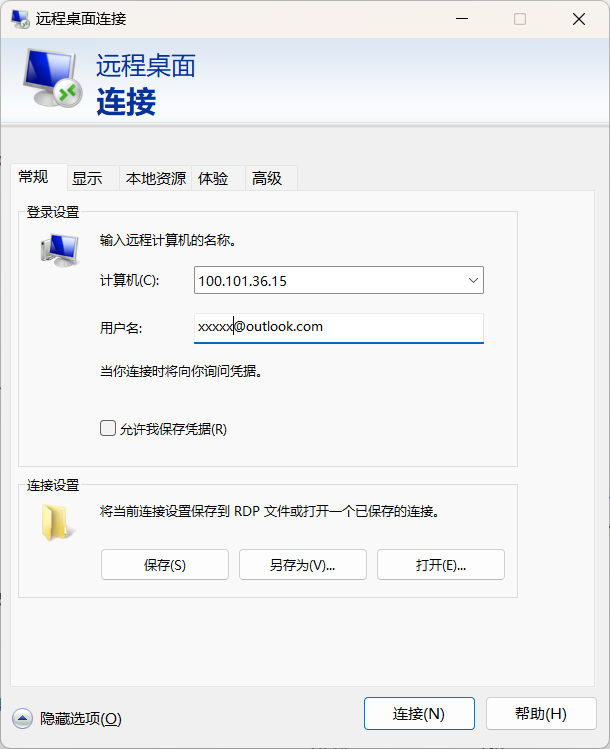 远程桌面连接
远程桌面
连接
常规 显示 本地资源 体验 高级
登录设置
输入远程计算机的名称。
计算机(C): 100.101.36.15
用户名: xxxxx@outlook.com
当你连接时将向你询问凭据。
允许我保存凭据(R)
连接设置
将当前连接设置保存到 RDP 文件或打开一个已保存的连接。
保存(S) 另存为(V)... 打开(E)...
隐藏选项(O) 连接(N) 帮助(H)